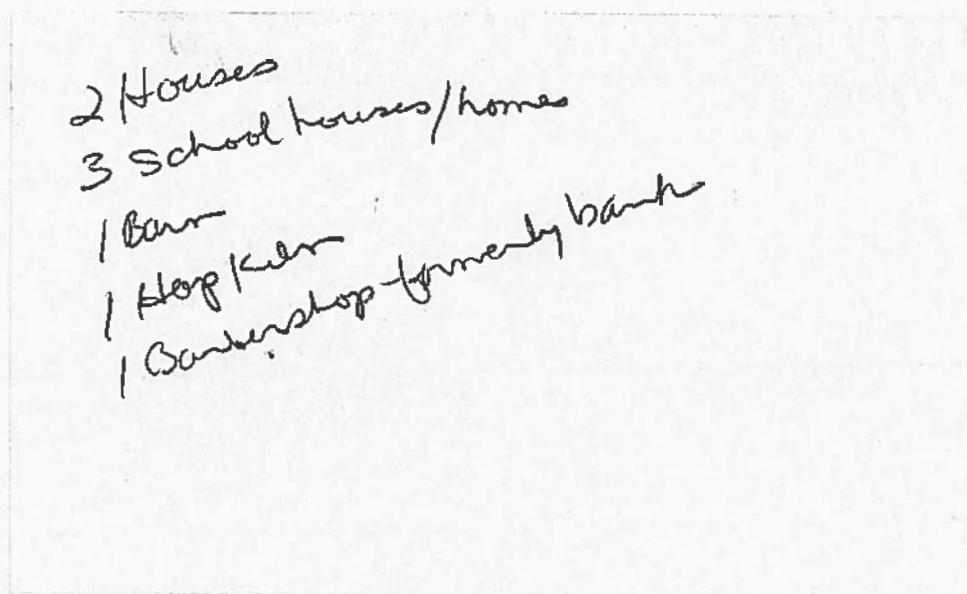 2 Houses
3 School houses/homes
1 Barn
1 Hop Kiln
1 Barbershop-formerly bank